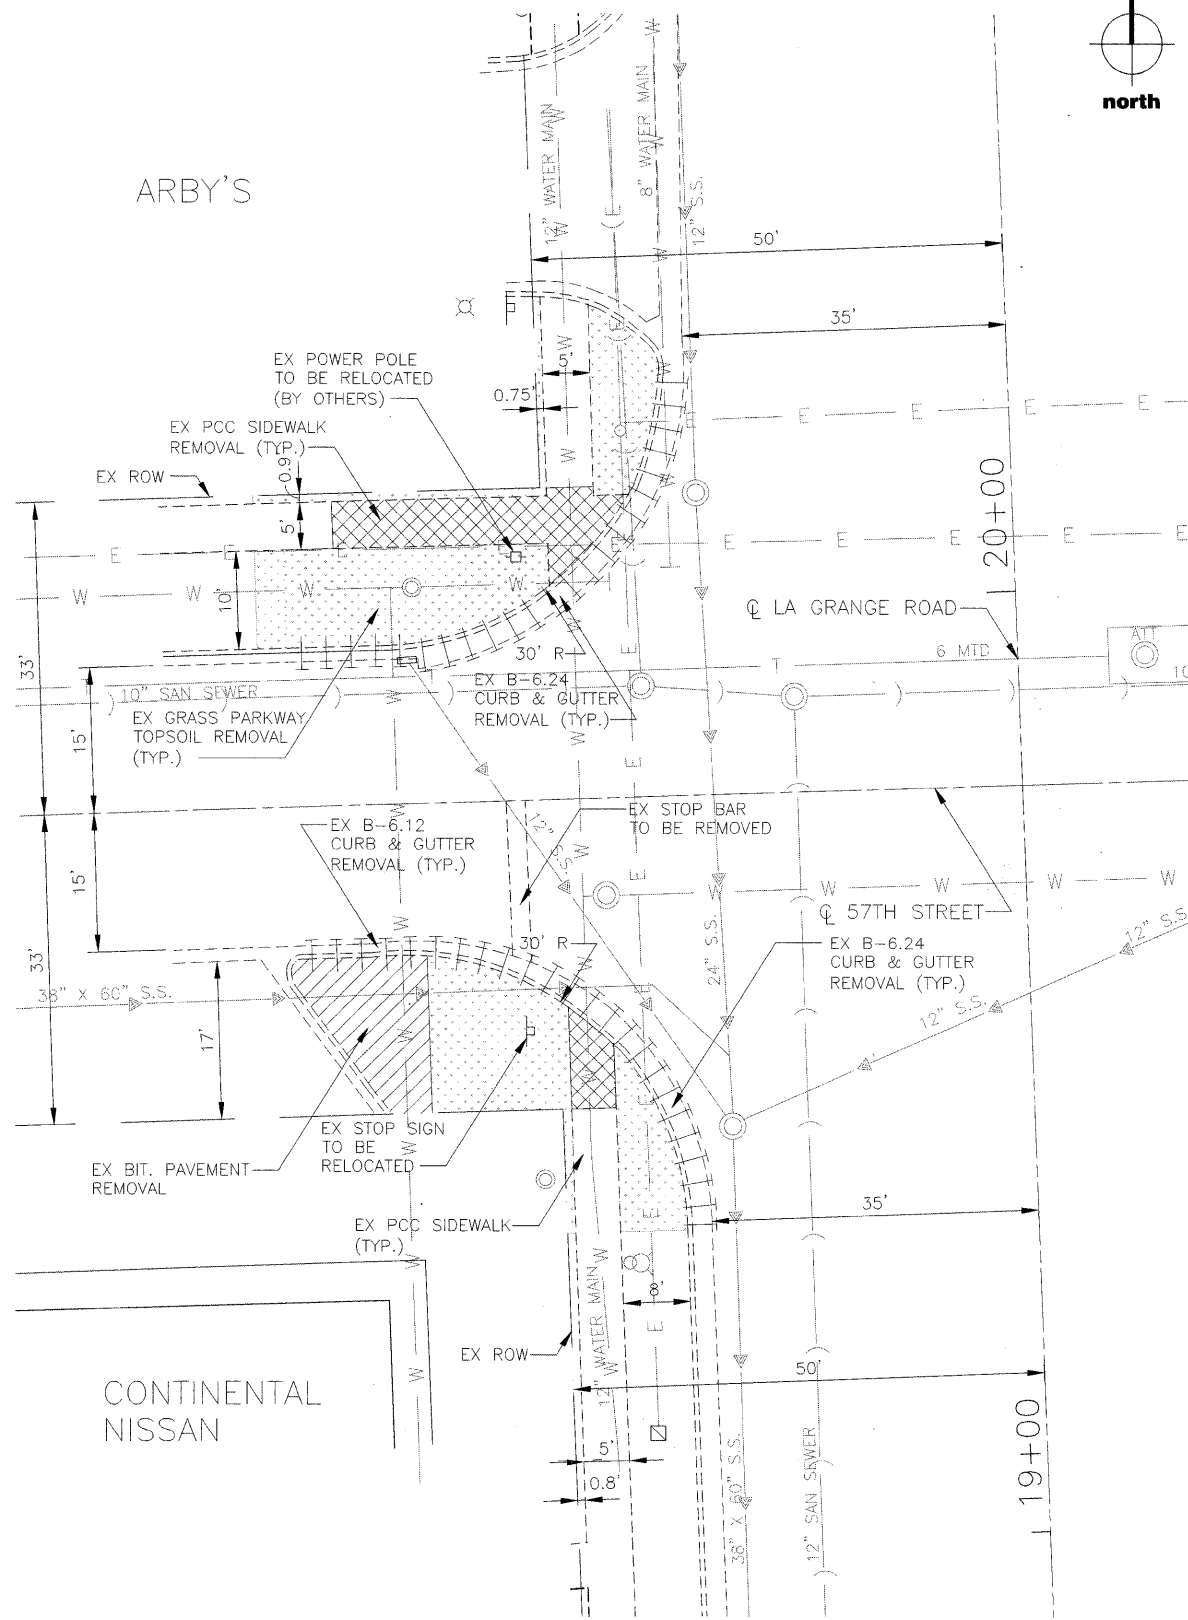 north
ARBY'S
12" WATER MAIN
8" WATER MAIN
12" S.S.
50'
35'
EX POWER POLE
TO BE RELOCATED
(BY OTHERS)
5'
0.75'
EX PCC SIDEWALK
REMOVAL (TYP.)
0.9'
EX ROW
5'
E E E E
20+00
E E E E E E E
10'
W W W W W
33'
℄ LA GRANGE ROAD
30' R
6 MTD
T
ATT
10" SAN SEWER
10
EX B-6.24
CURB & GUTTER
REMOVAL (TYP.)
EX GRASS PARKWAY
TOPSOIL REMOVAL
(TYP.)
15'
EX STOP BAR
TO BE REMOVED
EX B-6.12
CURB & GUTTER
REMOVAL (TYP.)
12" S.S.
15'
W W W W W
℄ 57TH STREET
12" S.S.
33'
30' R
24" S.S.
EX B-6.24
CURB & GUTTER
REMOVAL (TYP.)
38" X 60" S.S.
12" S.S.
17'
EX STOP SIGN
TO BE
RELOCATED
EX BIT. PAVEMENT
REMOVAL
EX PCC SIDEWALK
(TYP.)
35'
8'
12" WATER MAIN
EX ROW
50'
CONTINENTAL
NISSAN
19+00
5'
0.8'
38" X 60" S.S.
12" SAN SEWER